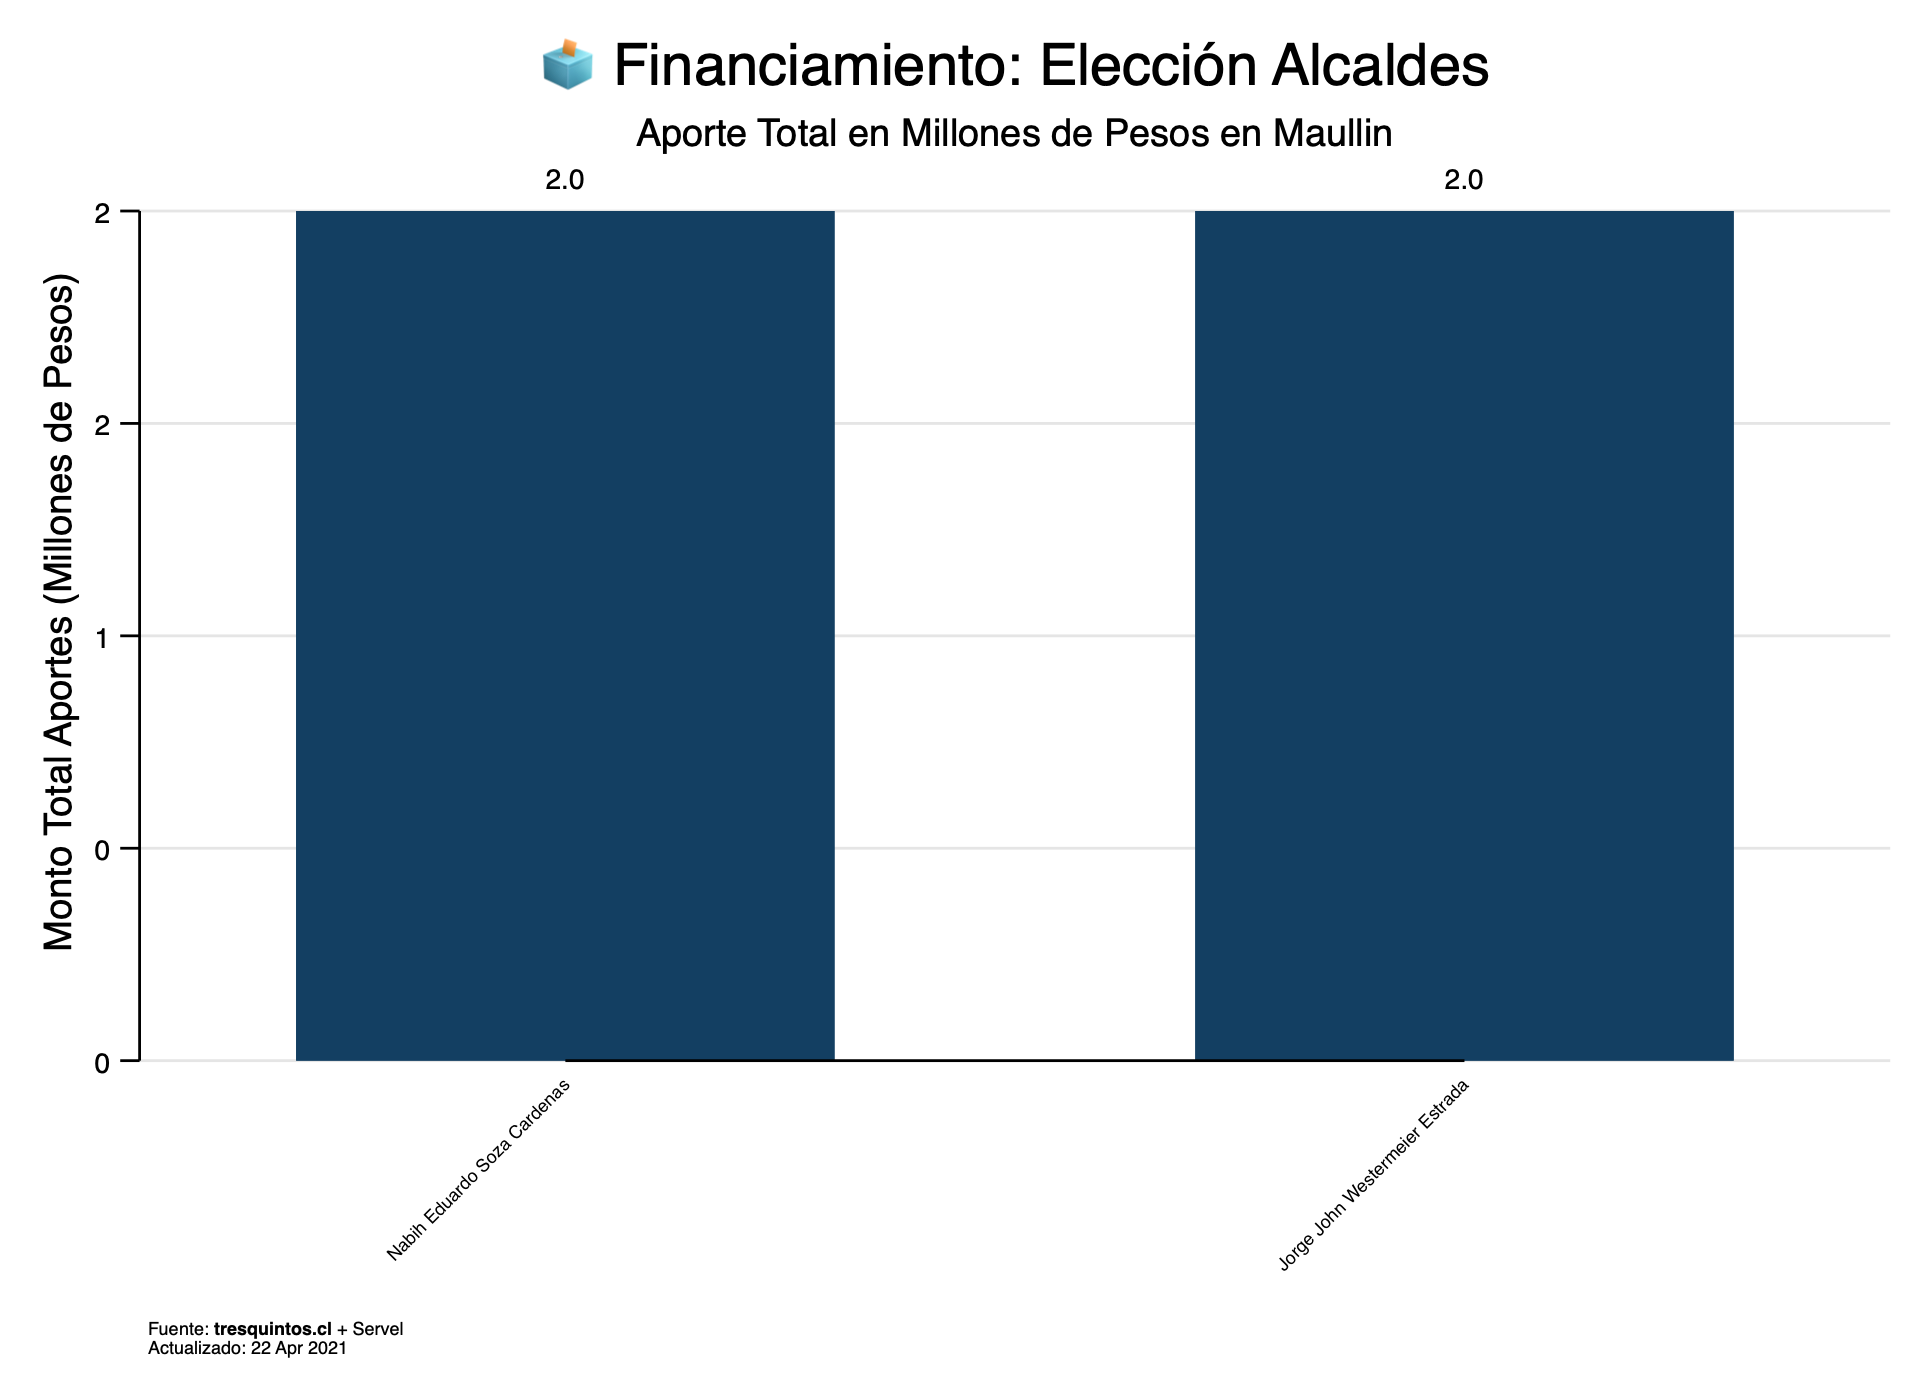 Financiamiento: Elección Alcaldes
Aporte Total en Millones de Pesos en Maullin
2.0
2.0
Monto Total Aportes (Millones de Pesos)
2
2
1
0
0
Nabih Eduardo Soza Cardenas
Jorge John Westermeier Estrada
Fuente: tresquintos.cl + Servel
Actualizado: 22 Apr 2021